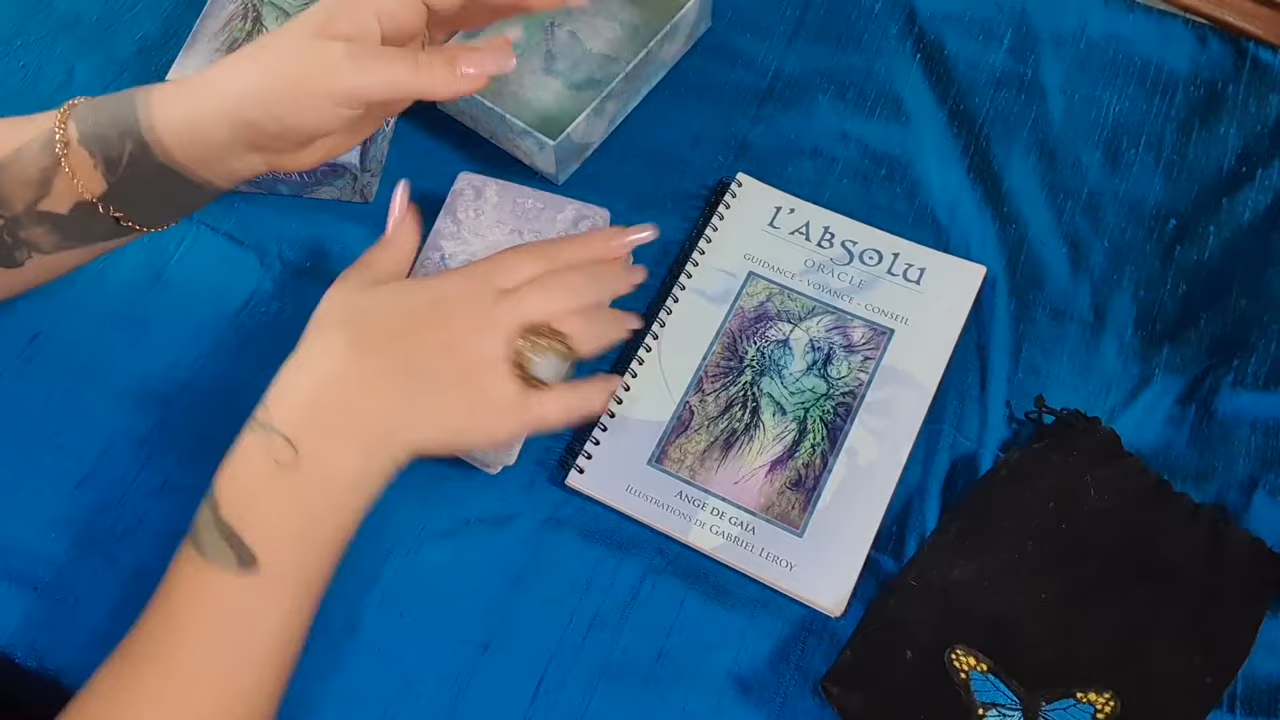 L'ABSOLU
ORACLE
GUIDANCE - VOYANCE - CONSEIL
ANGE DE GAÏA
ILLUSTRATIONS DE GABRIEL LEROY